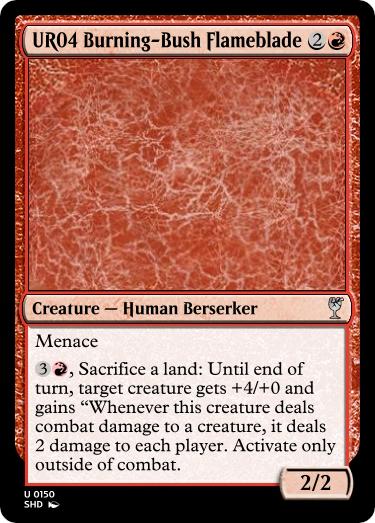 UR04 Burning-Bush Flameblade 2
Creature — Human Berserker
Menace
3, Sacrifice a land: Until end of
turn, target creature gets +4/+0 and
gains “Whenever this creature deals
combat damage to a creature, it deals
2 damage to each player. Activate only
outside of combat.
2/2
U 0150
SHD